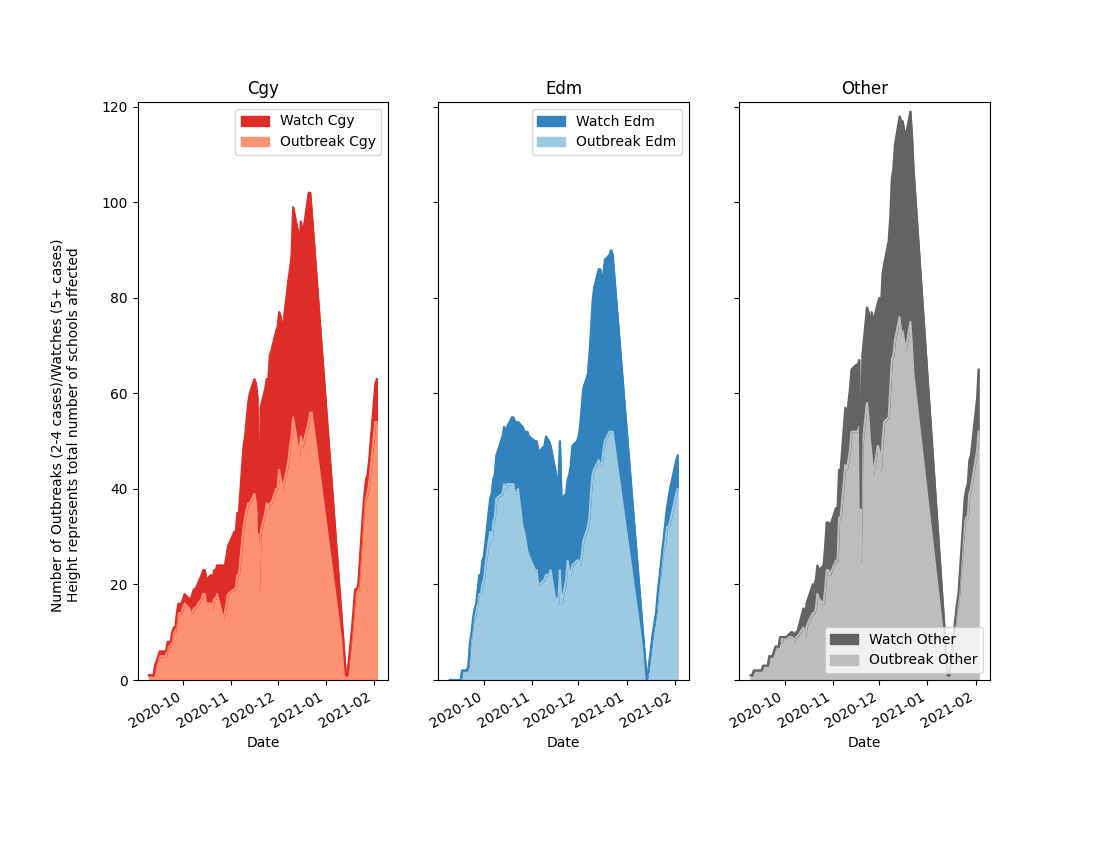 Cgy
Edm
Other
Number of Outbreaks (2-4 cases)/Watches (5+ cases)
Height represents total number of schools affected
120
100
80
60
40
20
0
Watch Cgy
Outbreak Cgy
Watch Edm
Outbreak Edm
Watch Other
Outbreak Other
2020-10 2020-11 2020-12 2021-01 2021-02
2020-10 2020-11 2020-12 2021-01 2021-02
2020-10 2020-11 2020-12 2021-01 2021-02
Date
Date
Date